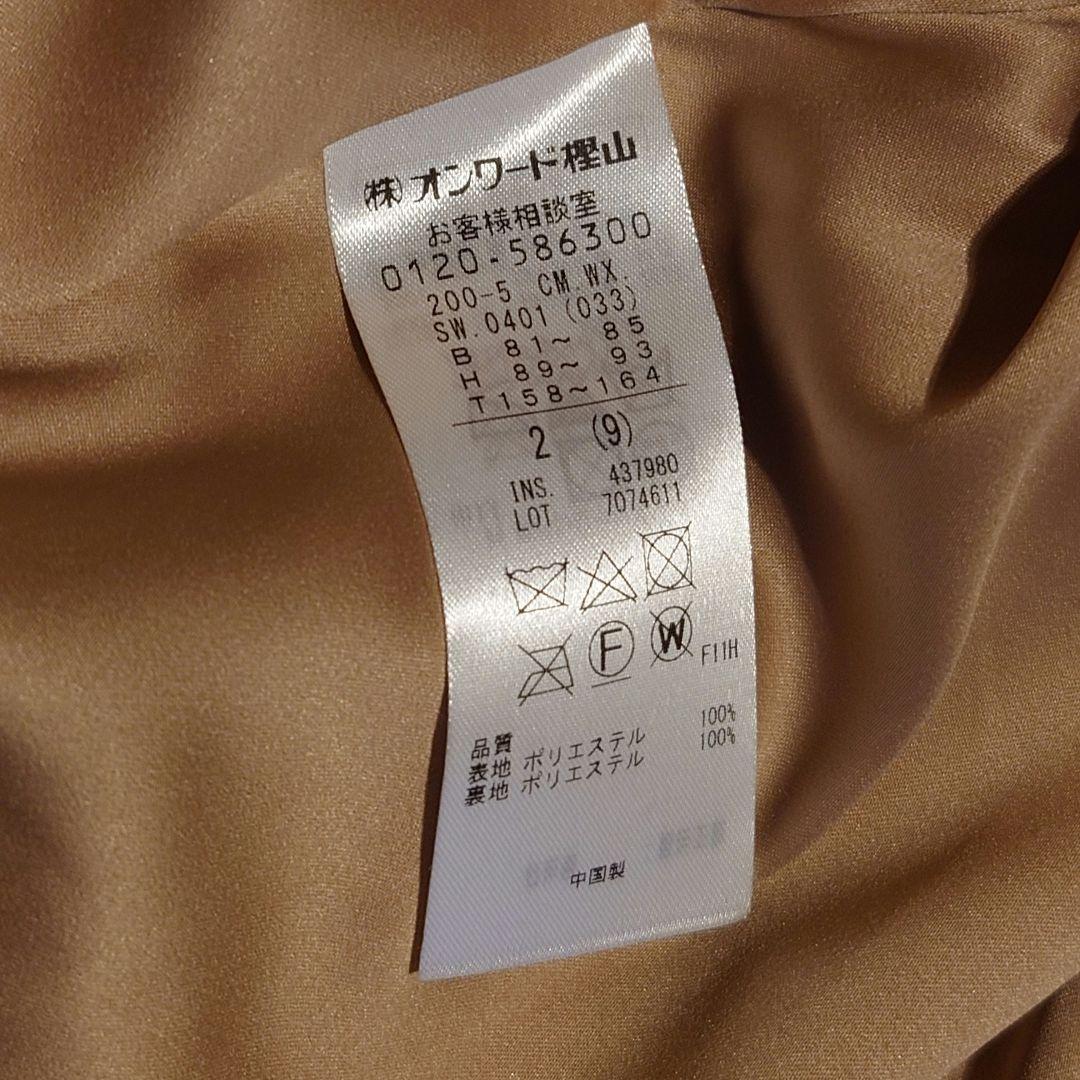 ㈱オンワード樫山
お客様相談室
0120-586300
200-5 CM.WX.
SW.0401(033)
B 81～ 85
H 89～ 93
T158～164
2 (9)
INS. 437980
LOT 7074611
F W F11H
品質
表地 ポリエステル 100%
裏地 ポリエステル 100%
中国製